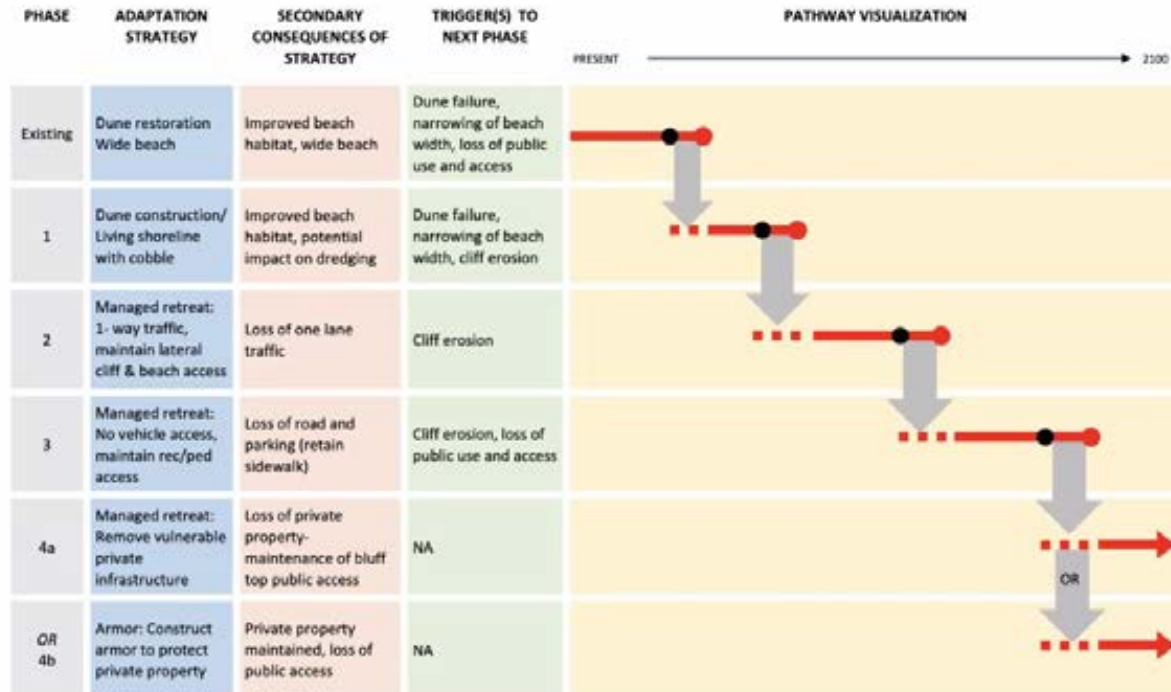 PHASE
ADAPTATION
STRATEGY
SECONDARY
CONSEQUENCES OF
STRATEGY
TRIGGER(S) TO
NEXT PHASE
PATHWAY VISUALIZATION
PRESENT
2100
Existing
Dune restoration
Wide beach
Improved beach
habitat, wide beach
Dune failure,
narrowing of beach
width, loss of public
use and access
1
Dune construction/
Living shoreline
with cobble
Improved beach
habitat, potential
impact on dredging
Dune failure,
narrowing of beach
width, cliff erosion
2
Managed retreat:
1- way traffic,
maintain lateral
cliff & beach access
Loss of one lane
traffic
Cliff erosion
3
Managed retreat:
No vehicle access,
maintain rec/ped
access
Loss of road and
parking (retain
sidewalk)
Cliff erosion, loss of
public use and access
4a
Managed retreat:
Remove vulnerable
private
infrastructure
Loss of private
property-
maintenance of bluff
top public access
NA
OR
OR
4b
Armor: Construct
armor to protect
private property
Private property
maintained, loss of
public access
NA